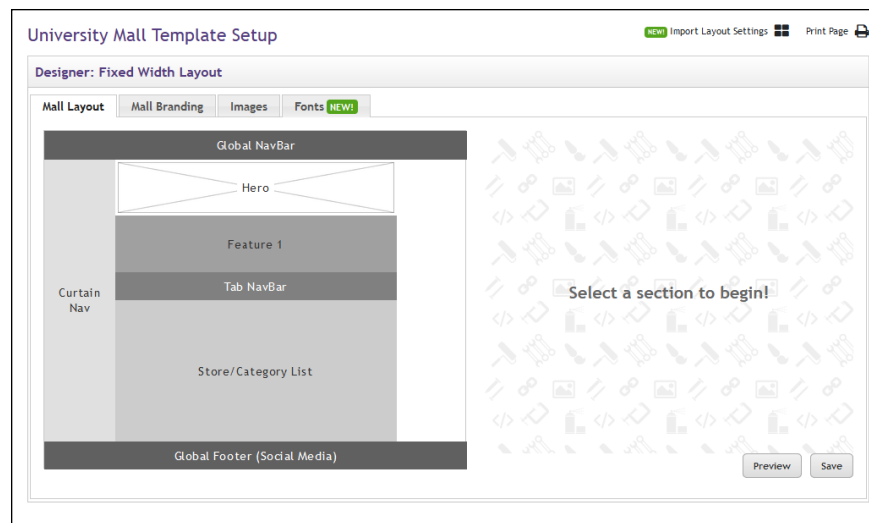 University Mall Template Setup
NEW! Import Layout Settings Print Page
Designer: Fixed Width Layout
Mall Layout Mall Branding Images Fonts NEW!
Global NavBar
Hero
Feature 1
Tab NavBar
Curtain
Nav
Select a section to begin!
Store/Category List
Global Footer (Social Media)
Preview Save